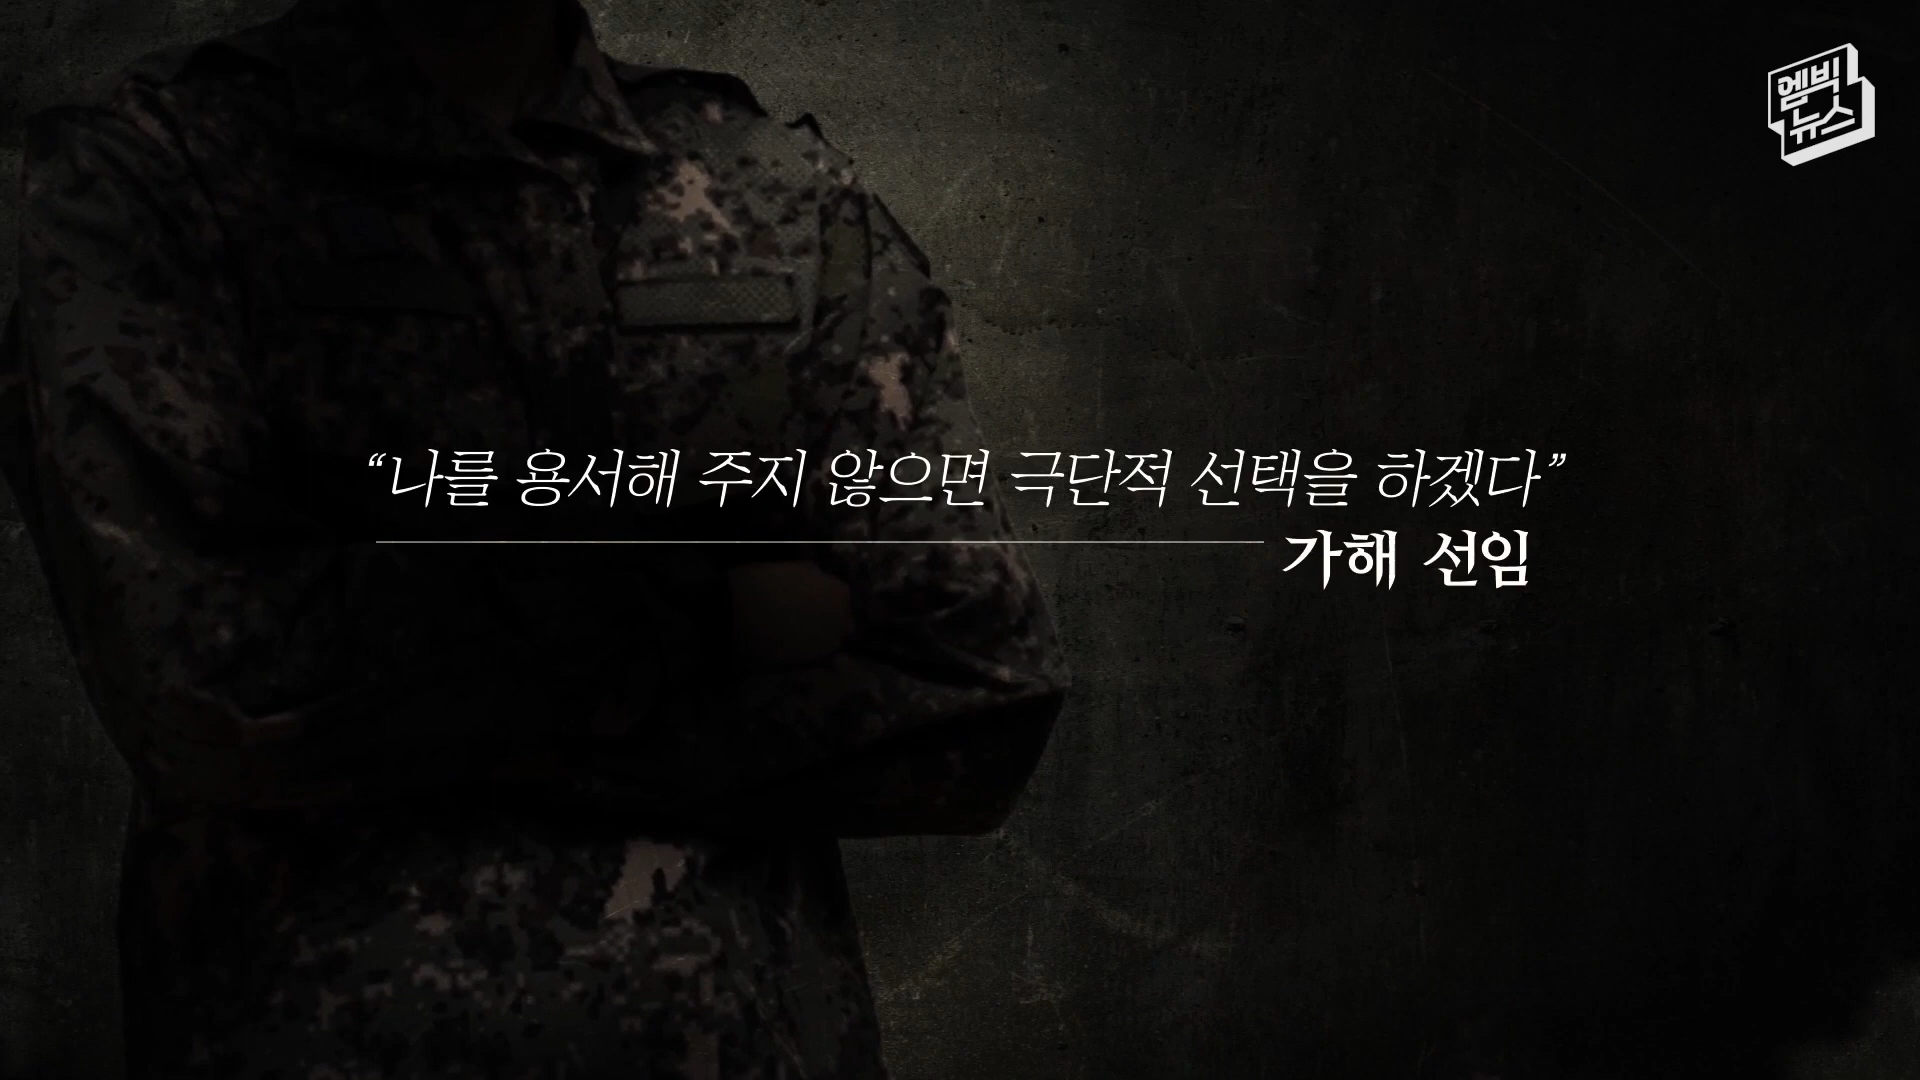 엠빅
뉴스
“나를 용서해 주지 않으면 극단적 선택을 하겠다”
가해 선임